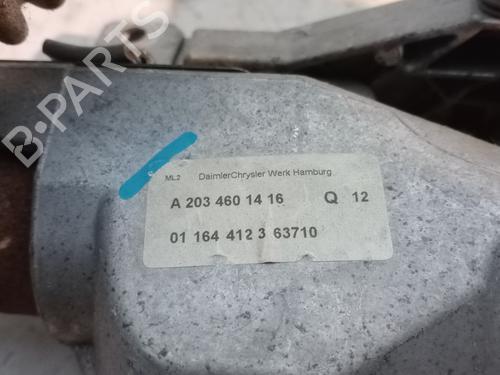 B-PARTS
ML2 DaimlerChrysler Werk Hamburg
A 203 460 14 16 Q 12
01 164 412 3 63710